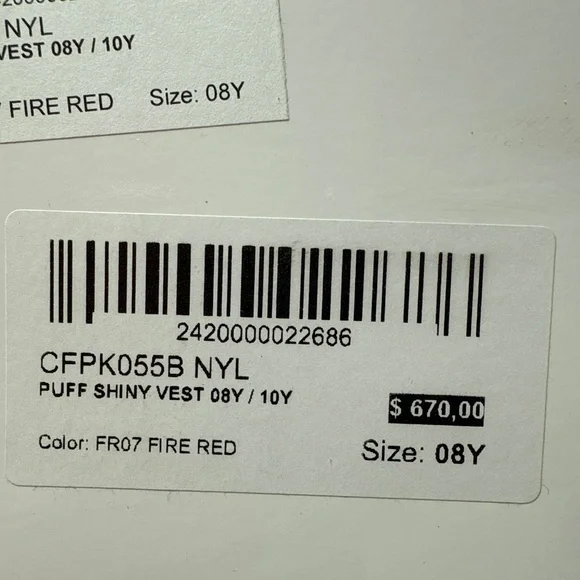 NYL
VEST 08Y / 10Y
FIRE RED Size: 08Y
2420000022686
CFPK055B NYL
PUFF SHINY VEST 08Y / 10Y
$ 670,00
Color: FR07 FIRE RED
Size: 08Y